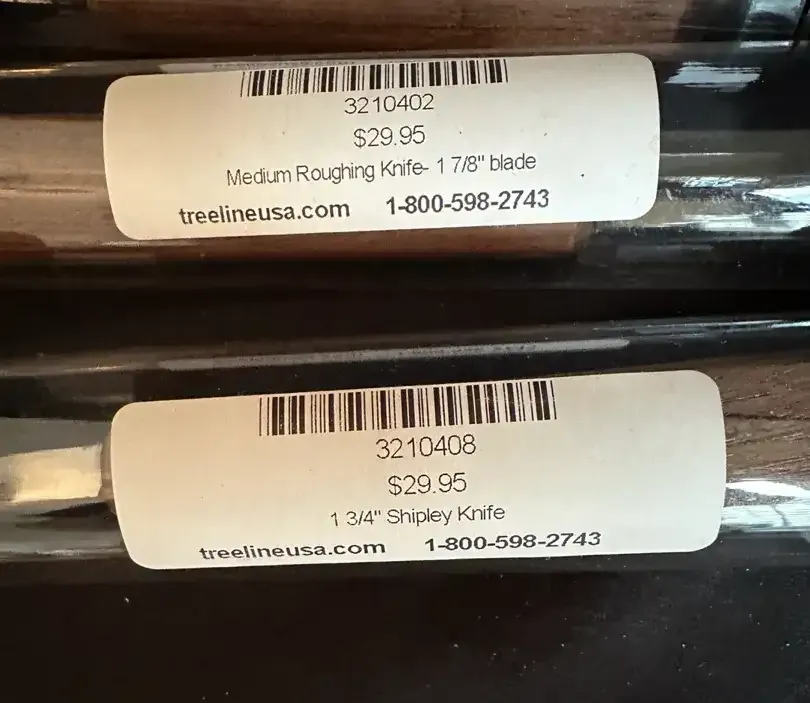 3210402
$29.95
Medium Roughing Knife- 1 7/8" blade
treelineusa.com 1-800-598-2743
3210408
$29.95
1 3/4" Shipley Knife
treelineusa.com 1-800-598-2743